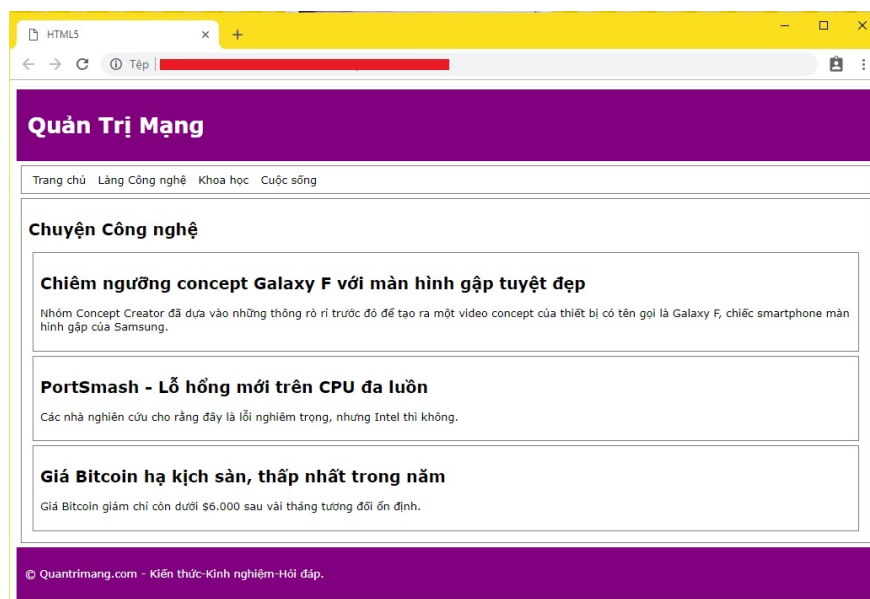 HTML5
Tệp
Quản Trị Mạng
Trang chủ Làng Công nghệ Khoa học Cuộc sống
Chuyện Công nghệ
Chiêm ngưỡng concept Galaxy F với màn hình gập tuyệt đẹp
Nhóm Concept Creator đã dựa vào những thông rò rỉ trước đó để tạo ra một video concept của thiết bị có tên gọi là Galaxy F, chiếc smartphone màn
hình gập của Samsung.
PortSmash - Lỗ hổng mới trên CPU đa luồn
Các nhà nghiên cứu cho rằng đây là lỗi nghiêm trọng, nhưng Intel thì không.
Giá Bitcoin hạ kịch sàn, thấp nhất trong năm
Giá Bitcoin giảm chỉ còn dưới $6.000 sau vài tháng tương đối ổn định.
© Quantrimang.com - Kiến thức-Kinh nghiệm-Hỏi đáp.